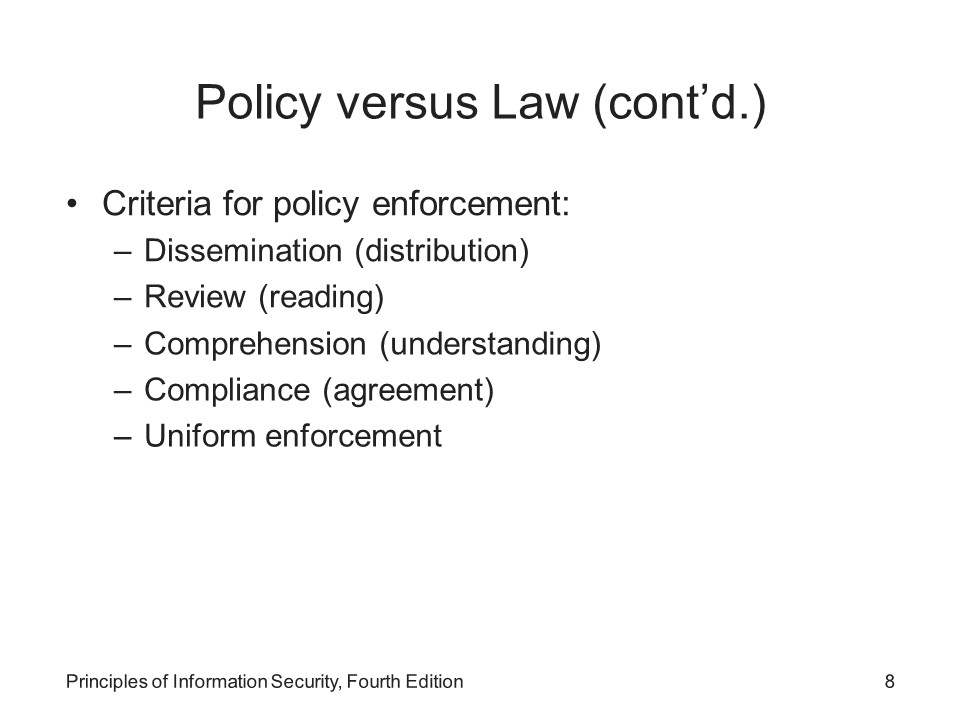 Policy versus Law (cont’d.)
• Criteria for policy enforcement:
– Dissemination (distribution)
– Review (reading)
– Comprehension (understanding)
– Compliance (agreement)
– Uniform enforcement
Principles of Information Security, Fourth Edition
8